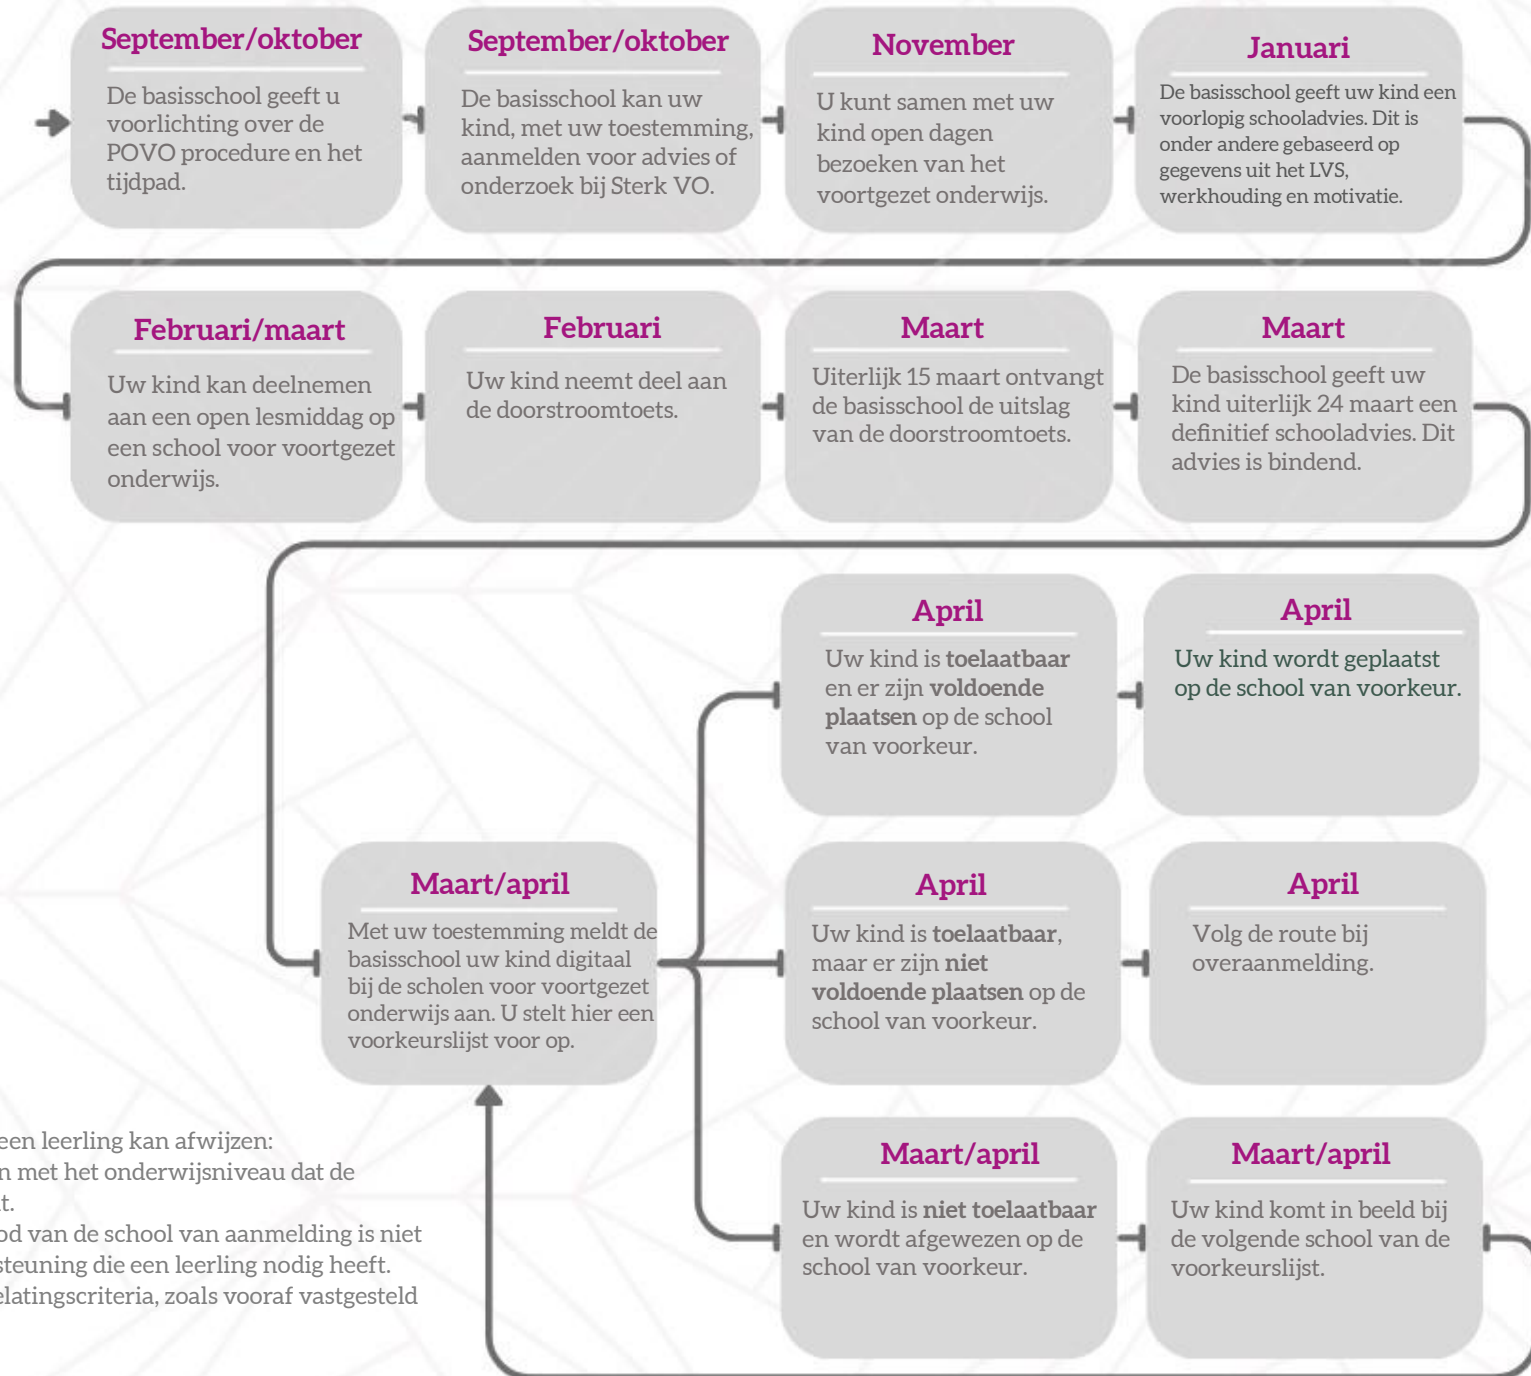 September/oktober
De basisschool geeft u
voorlichting over de
POVO procedure en het
tijdpad.
September/oktober
De basisschool kan uw
kind, met uw toestemming,
aanmelden voor advies of
onderzoek bij Sterk VO.
November
U kunt samen met uw
kind open dagen
bezoeken van het
voortgezet onderwijs.
Januari
De basisschool geeft uw kind een
voorlopig schooladvies. Dit is
onder andere gebaseerd op
gegevens uit het LVS,
werkhouding en motivatie.
Februari/maart
Uw kind kan deelnemen
aan een open lesmiddag op
een school voor voortgezet
onderwijs.
Februari
Uw kind neemt deel aan
de doorstroomtoets.
Maart
Uiterlijk 15 maart ontvangt
de basisschool de uitslag
van de doorstroomtoets.
Maart
De basisschool geeft uw
kind uiterlijk 24 maart een
definitief schooladvies. Dit
advies is bindend.
Maart/april
Met uw toestemming meldt de
basisschool uw kind digitaal
bij de scholen voor voortgezet
onderwijs aan. U stelt hier een
voorkeurslijst voor op.
April
Uw kind is toelaatbaar
en er zijn voldoende
plaatsen op de school
van voorkeur.
April
Uw kind wordt geplaatst
op de school van voorkeur.
April
Uw kind is toelaatbaar,
maar er zijn niet
voldoende plaatsen op de
school van voorkeur.
April
Volg de route bij
overaanmelding.
Maart/april
Uw kind is niet toelaatbaar
en wordt afgewezen op de
school van voorkeur.
Maart/april
Uw kind komt in beeld bij
de volgende school van de
voorkeurslijst.
een leerling kan afwijzen:
n met het onderwijsniveau dat de
t.
od van de school van aanmelding is niet
steuning die een leerling nodig heeft.
elatingscriteria, zoals vooraf vastgesteld